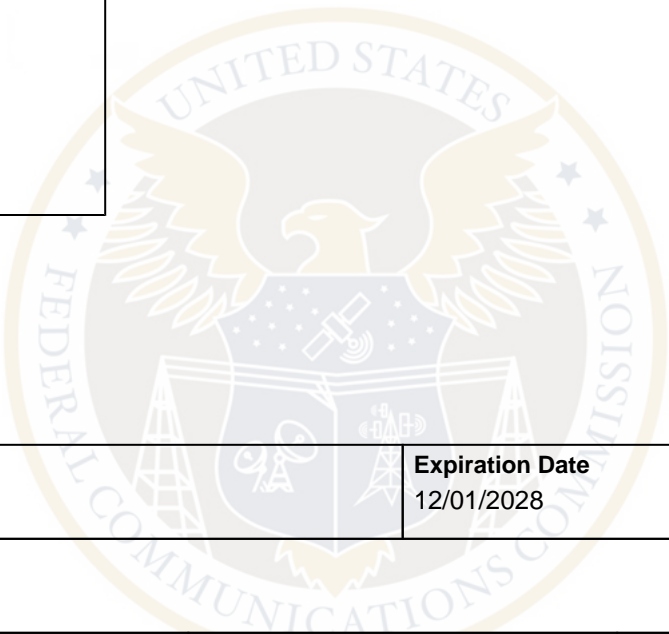 UNITED STATES
FEDERAL COMMUNICATIONS COMMISSION
Expiration Date
12/01/2028